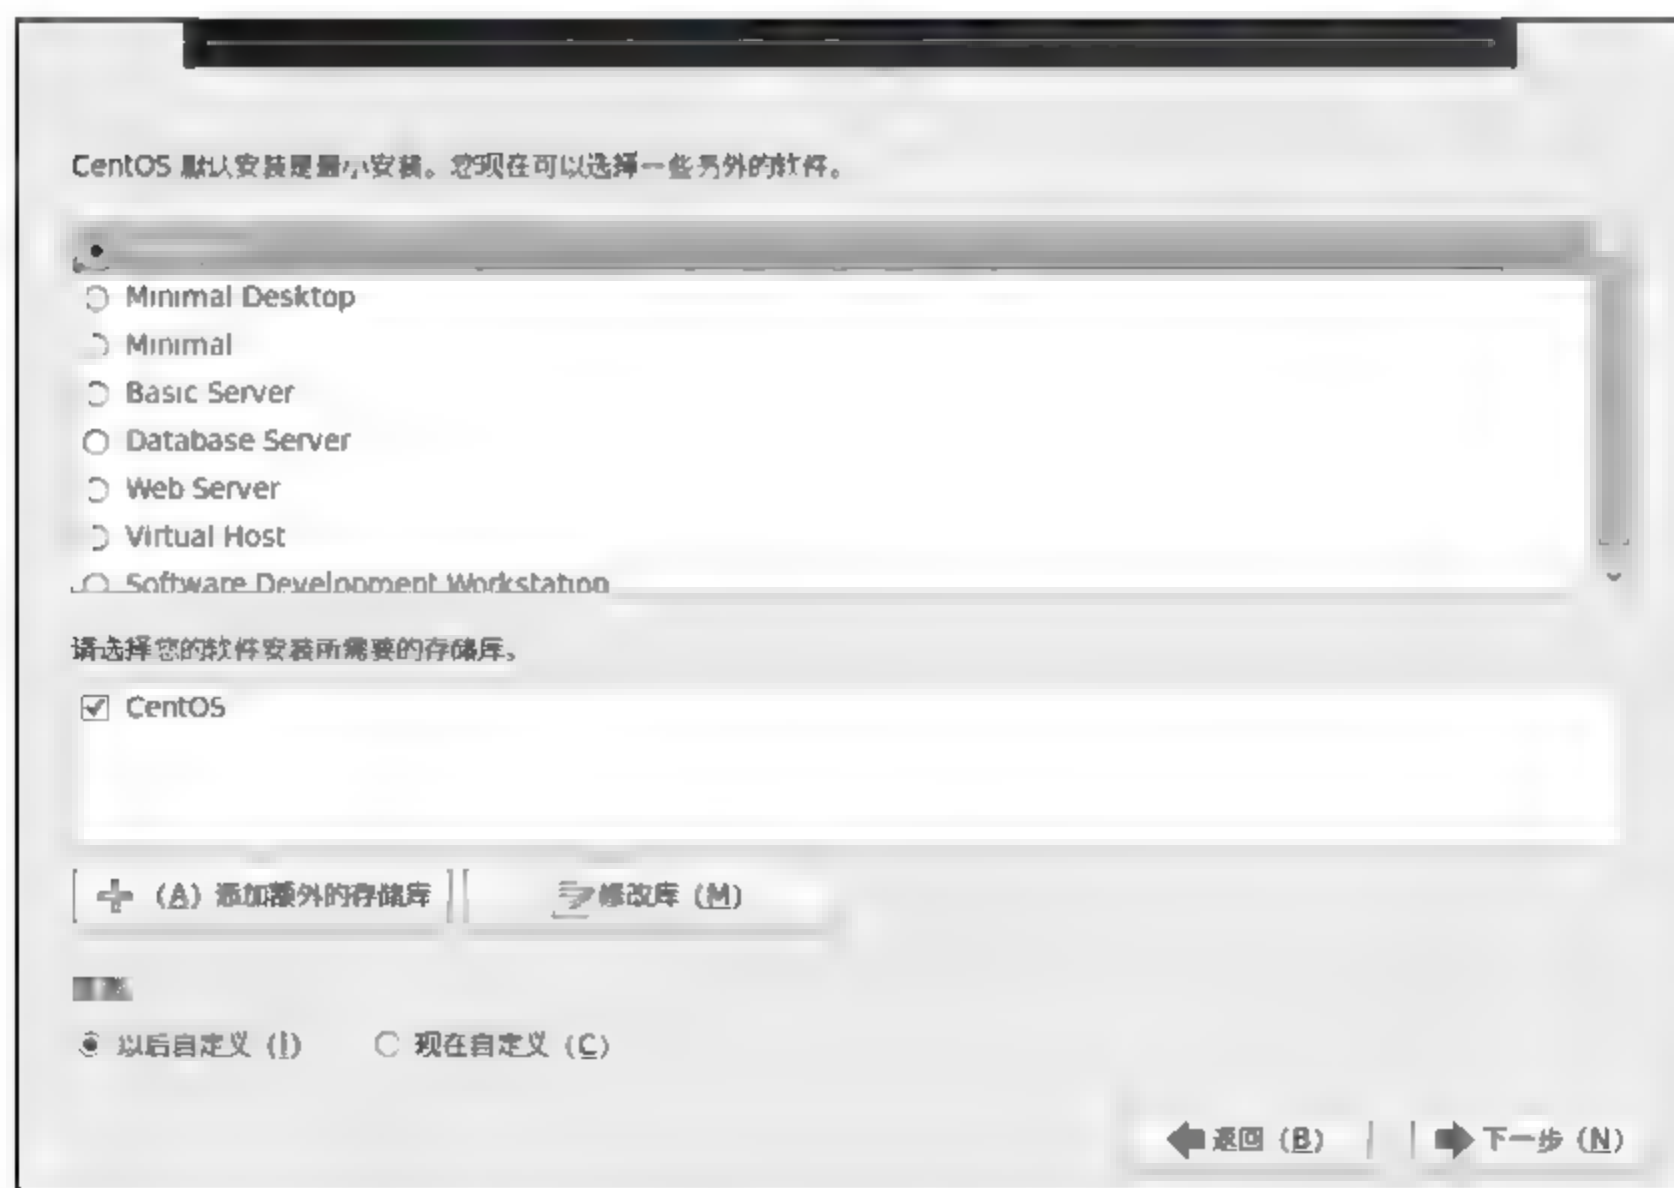 CentOS 默认安装是最小安装。您现在可以选择一些另外的软件。
Minimal Desktop
Minimal
Basic Server
Database Server
Web Server
Virtual Host
Software Development Workstation
请选择您的软件安装所需要的存储库。
CentOS
(A) 添加额外的存储库 修改库 (M)
以后自定义 (I) 现在自定义 (C)
返回 (B) 下一步 (N)